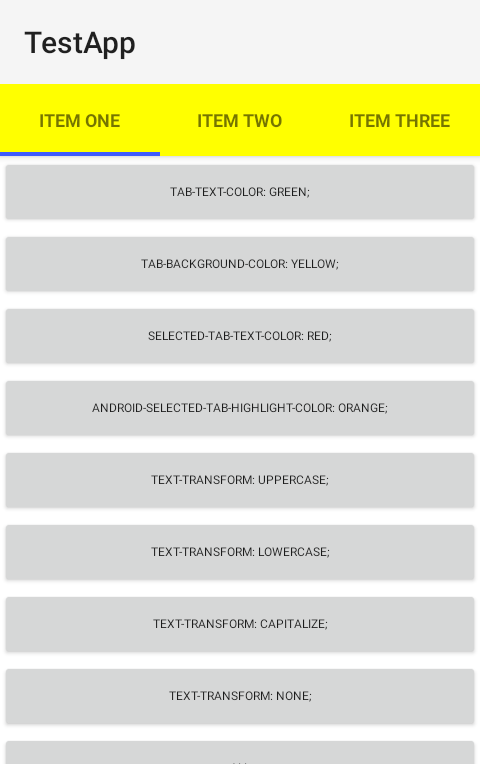 TestApp
ITEM ONE
ITEM TWO
ITEM THREE
TAB-TEXT-COLOR: GREEN;
TAB-BACKGROUND-COLOR: YELLOW;
SELECTED-TAB-TEXT-COLOR: RED;
ANDROID-SELECTED-TAB-HIGHLIGHT-COLOR: ORANGE;
TEXT-TRANSFORM: UPPERCASE;
TEXT-TRANSFORM: LOWERCASE;
TEXT-TRANSFORM: CAPITALIZE;
TEXT-TRANSFORM: NONE;